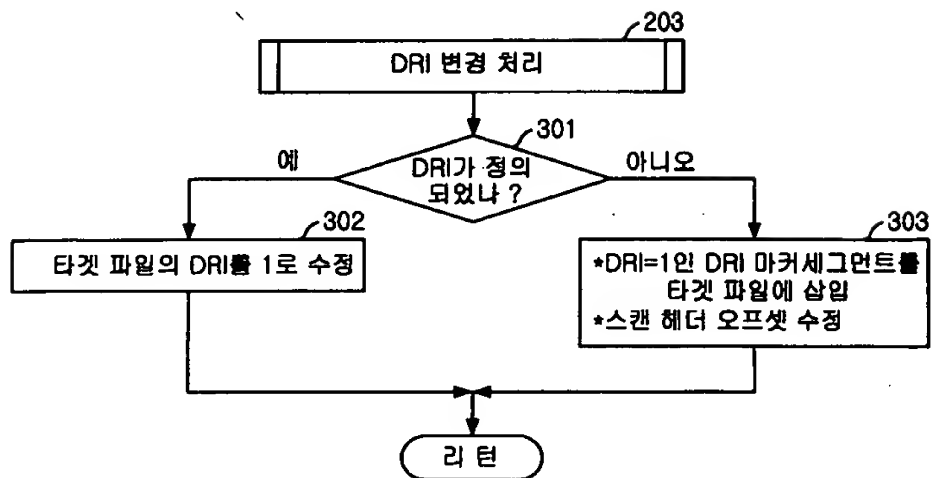 203
DRI 변경 처리
301
DRI가 정의
되었나 ?
예
아니오
302
타겟 파일의 DRI를 1로 수정
303
*DRI=1인 DRI 마커세그먼트를
타겟 파일에 삽입
*스캔 헤더 오프셋 수정
리 턴